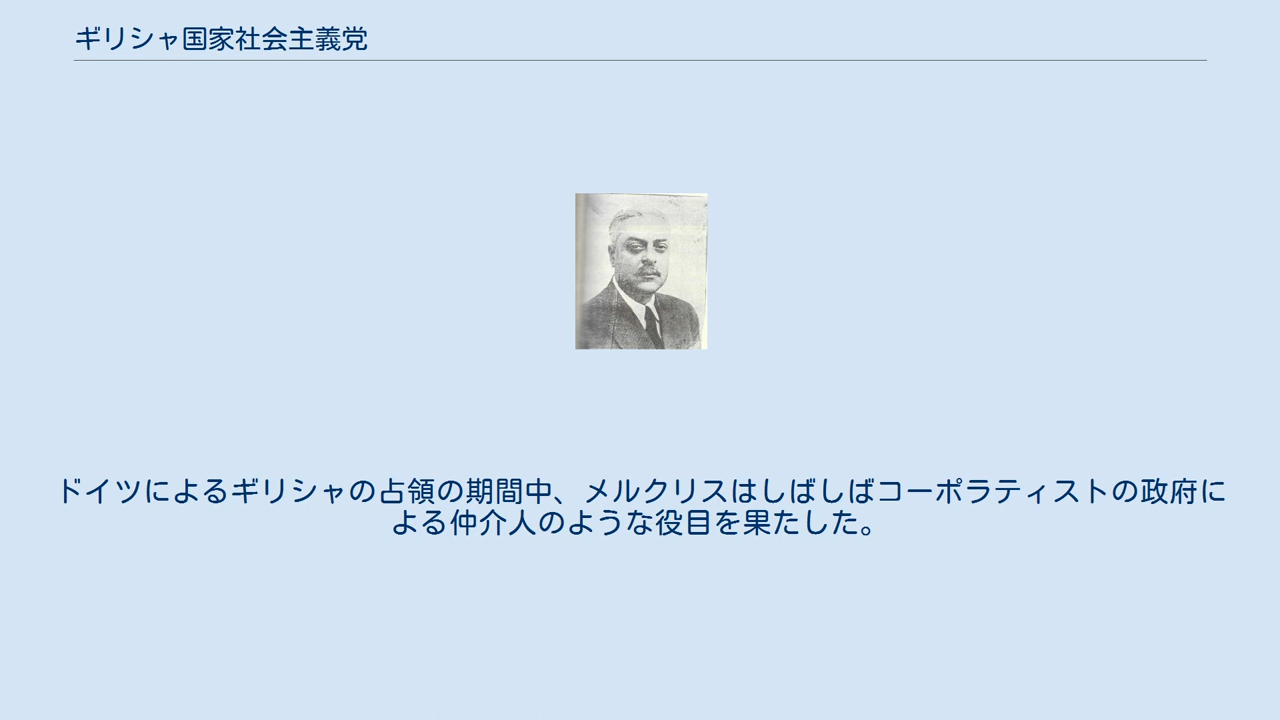 ギリシャ国家社会主義党
ドイツによるギリシャの占領の期間中、メルクリスはしばしばコーポラティストの政府に
よる仲介人のような役目を果たした。